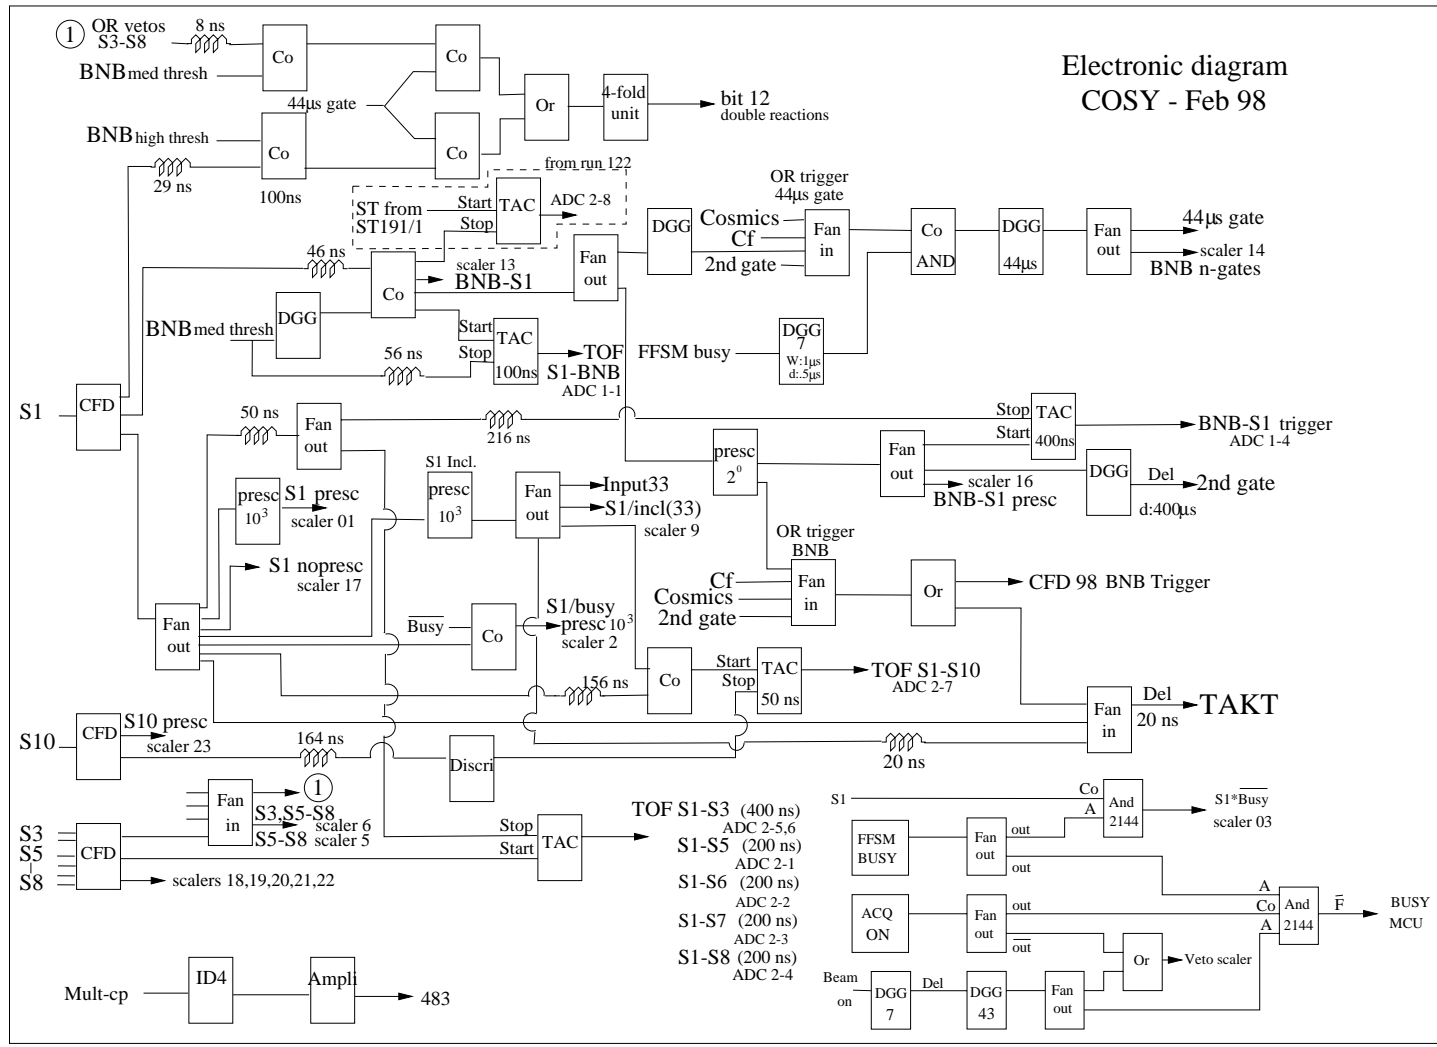 Electronic diagram
COSY - Feb 98
1
OR vetos
S3-S8
8 ns
Co
Co
BNB med thresh
44µs gate
Or
4-fold
unit
bit 12
double reactions
BNB high thresh
Co
Co
29 ns
100ns
from run 122
ST from
ST191/1
Start
Stop
TAC
ADC 2-8
OR trigger
44µs gate
Cosmics
Cf
2nd gate
DGG
Fan
in
Co
AND
DGG
44µs
Fan
out
44µs gate
scaler 14
BNB n-gates
46 ns
Co
scaler 13
BNB-S1
Fan
out
DGG
BNB med thresh
56 ns
Start
Stop
TAC
100ns
TOF
S1-BNB
ADC 1-1
FFSM busy
DGG
7
W:1µs
d:.5µs
S1
CFD
50 ns
Fan
out
216 ns
Stop
Start
TAC
400ns
BNB-S1 trigger
ADC 1-4
presc
2⁰
Fan
out
scaler 16
BNB-S1 presc
DGG
Del
2nd gate
d:400µs
presc
10³
S1 presc
scaler 01
S1 Incl.
presc
10³
Fan
out
Input33
S1/incl(33)
scaler 9
S1 nopresc
scaler 17
OR trigger
BNB
Cf
Cosmics
2nd gate
Fan
in
Or
CFD 98 BNB Trigger
Fan
out
B̅u̅s̅y̅
Co
S1/busy
presc 10³
scaler 2
156 ns
Co
Start
Stop
TAC
50 ns
TOF S1-S10
ADC 2-7
Fan
in
Del
20 ns
TAKT
S10
CFD
S10 presc
scaler 23
164 ns
Discri
20 ns
Fan
in
1
S3,S5-S8
scaler 6
S5-S8 scaler 5
S3
S5
S8
CFD
scalers 18,19,20,21,22
Stop
Start
TAC
TOF S1-S3 (400 ns)
ADC 2-5,6
S1-S5 (200 ns)
ADC 2-1
S1-S6 (200 ns)
ADC 2-2
S1-S7 (200 ns)
ADC 2-3
S1-S8 (200 ns)
ADC 2-4
S1
Co
A
And
2144
S1*B̅u̅s̅y̅
scaler 03
FFSM
BUSY
Fan
out
out
out
ACQ
ON
Fan
out
out
o̅u̅t̅
A
Co
A
And
2144
F̅
BUSY
MCU
Or
Veto scaler
Beam
on
DGG
7
Del
DGG
43
Fan
out
Mult-cp
ID4
Ampli
483